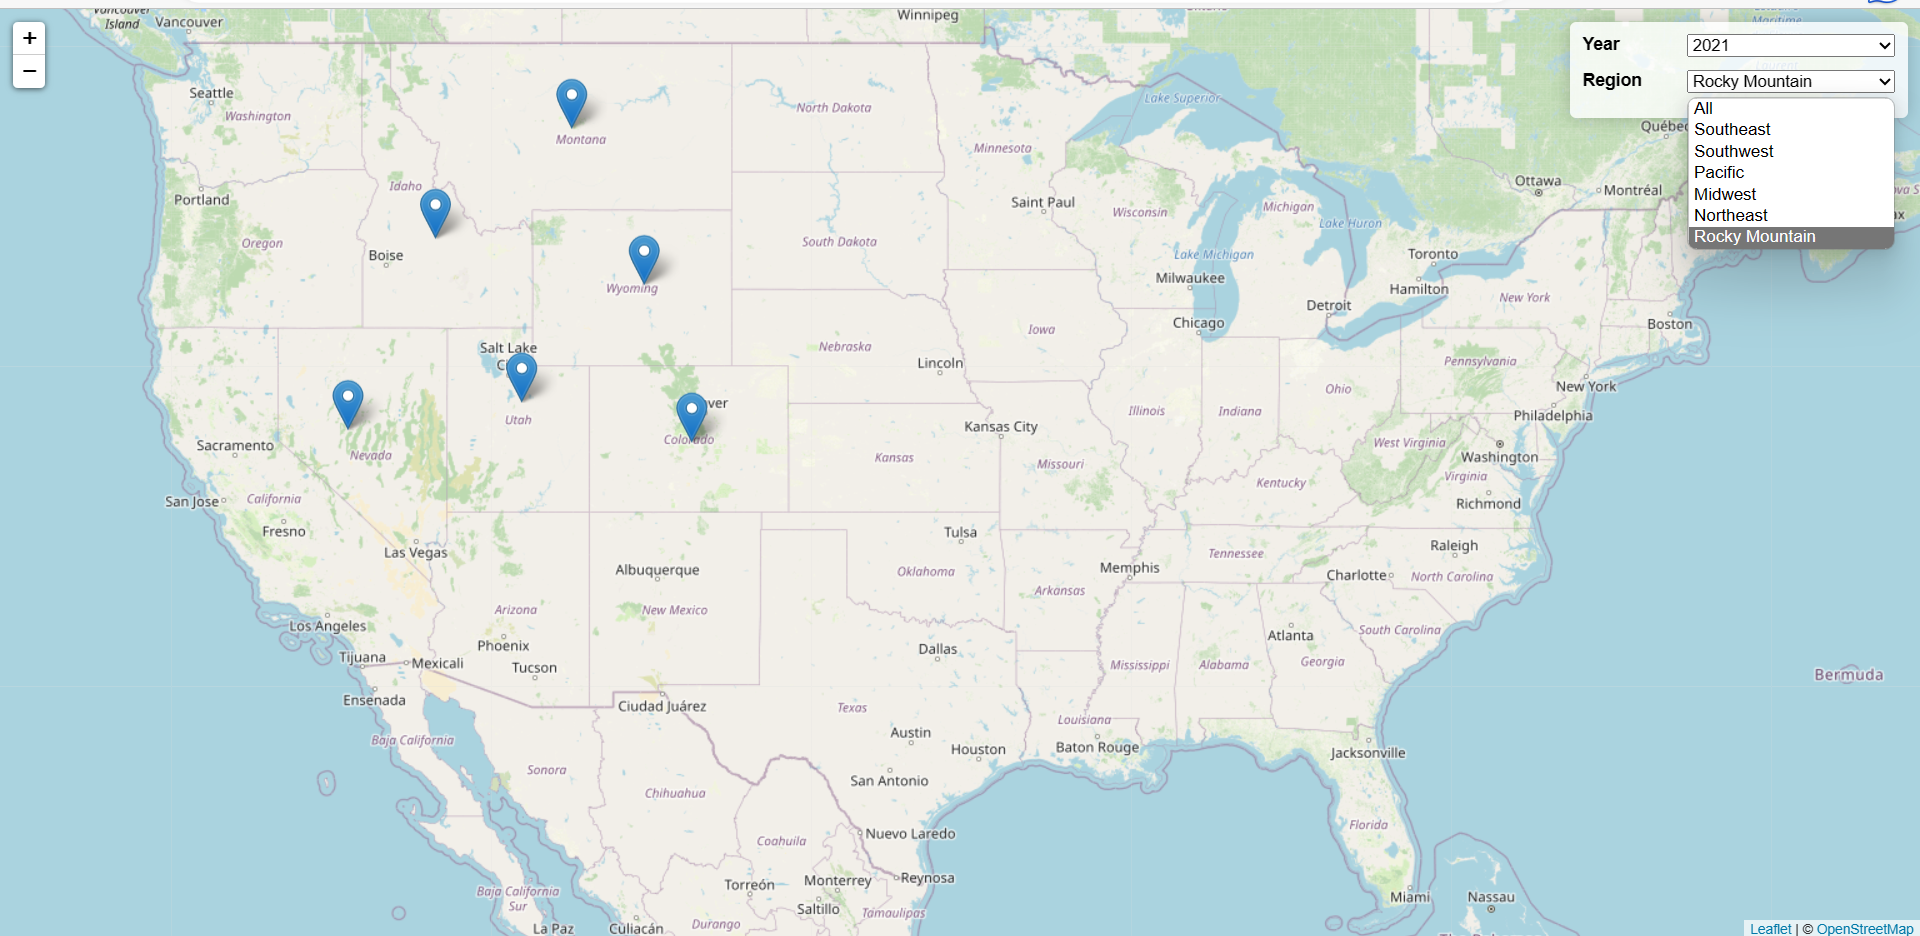 Vancouver
Island
Vancouver
Winnipeg
Ontario
Maritime
+
−
Year
2021
Region
Rocky Mountain
All
Southeast
Southwest
Pacific
Midwest
Northeast
Rocky Mountain
Seattle
Washington
Montana
North Dakota
Minnesota
Lake Superior
Québec
Ottawa
Montréal
Portland
Idaho
Saint Paul
Wisconsin
Michigan
Lake Huron
Oregon
Boise
South Dakota
Lake Michigan
Toronto
Wyoming
Milwaukee
Hamilton
New York
Detroit
Chicago
Boston
Iowa
Salt Lake
Nebraska
Lincoln
Pennsylvania
New York
Ohio
Utah
Colorado
Illinois
Indiana
Philadelphia
Sacramento
Nevada
Kansas City
Kansas
Missouri
West Virginia
Washington
Virginia
Kentucky
San Jose
California
Richmond
Fresno
Las Vegas
Tulsa
Raleigh
Tennessee
Albuquerque
Oklahoma
Memphis
Charlotte
North Carolina
Arkansas
Arizona
New Mexico
Los Angeles
Phoenix
Atlanta
South Carolina
Tijuana
Mexicali
Tucson
Dallas
Mississippi
Alabama
Georgia
Bermuda
Ensenada
Ciudad Juárez
Texas
Louisiana
Baja California
Austin
Houston
Baton Rouge
Jacksonville
Sonora
San Antonio
Chihuahua
Coahuila
Nuevo Laredo
Florida
Torreón
Monterrey
Reynosa
Baja California
Sur
Saltillo
Tamaulipas
Miami
Nassau
La Paz
Culiacán
Durango
Leaflet | © OpenStreetMap